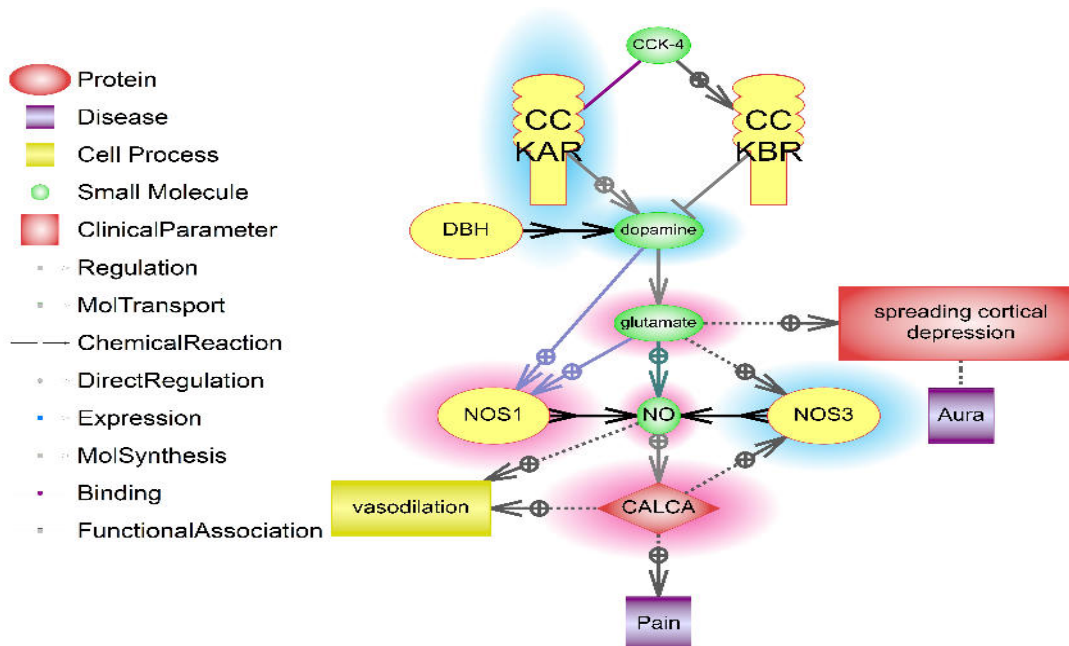 Protein
Disease
Cell Process
Small Molecule
ClinicalParameter
Regulation
MolTransport
ChemicalReaction
DirectRegulation
Expression
MolSynthesis
Binding
FunctionalAssociation
CCK-4
CC
KAR
CC
KBR
DBH
dopamine
glutamate
spreading cortical
depression
NOS1
NO
NOS3
Aura
vasodilation
CALCA
Pain